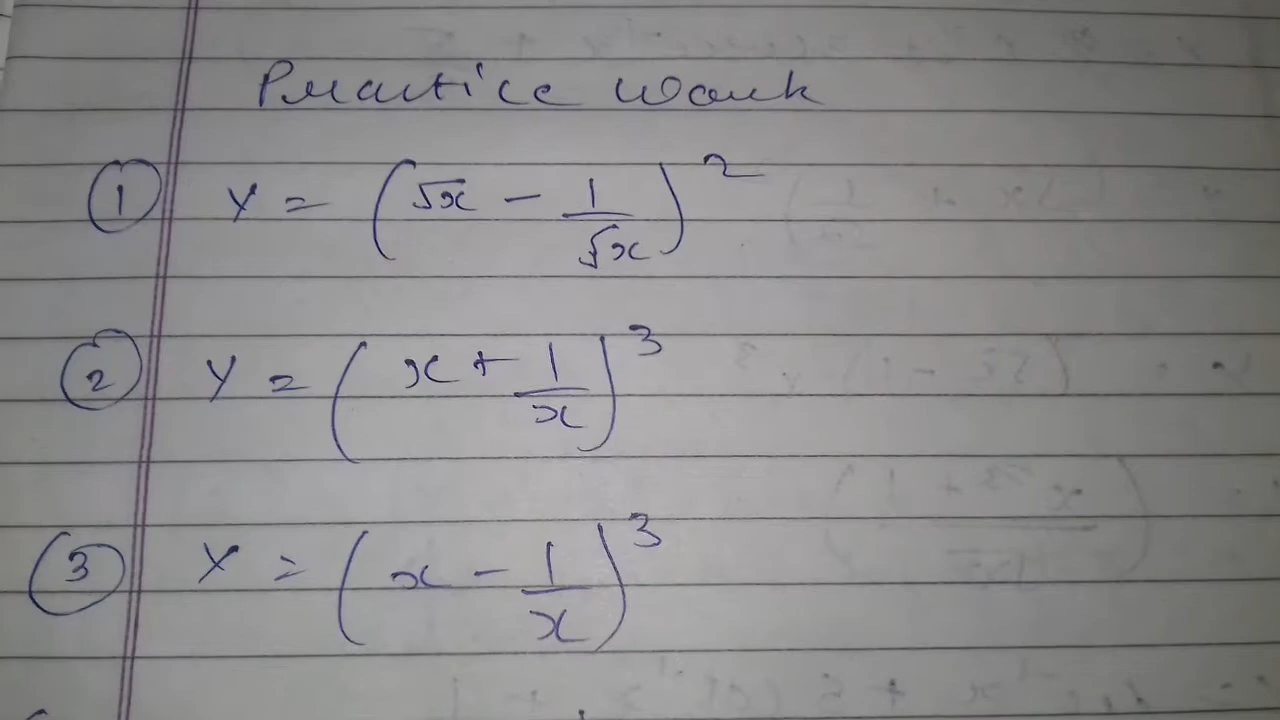 Practice Work
① Y = (√x - 1/√x)²
② Y = (x + 1/x)³
③ Y = (x - 1/x)³